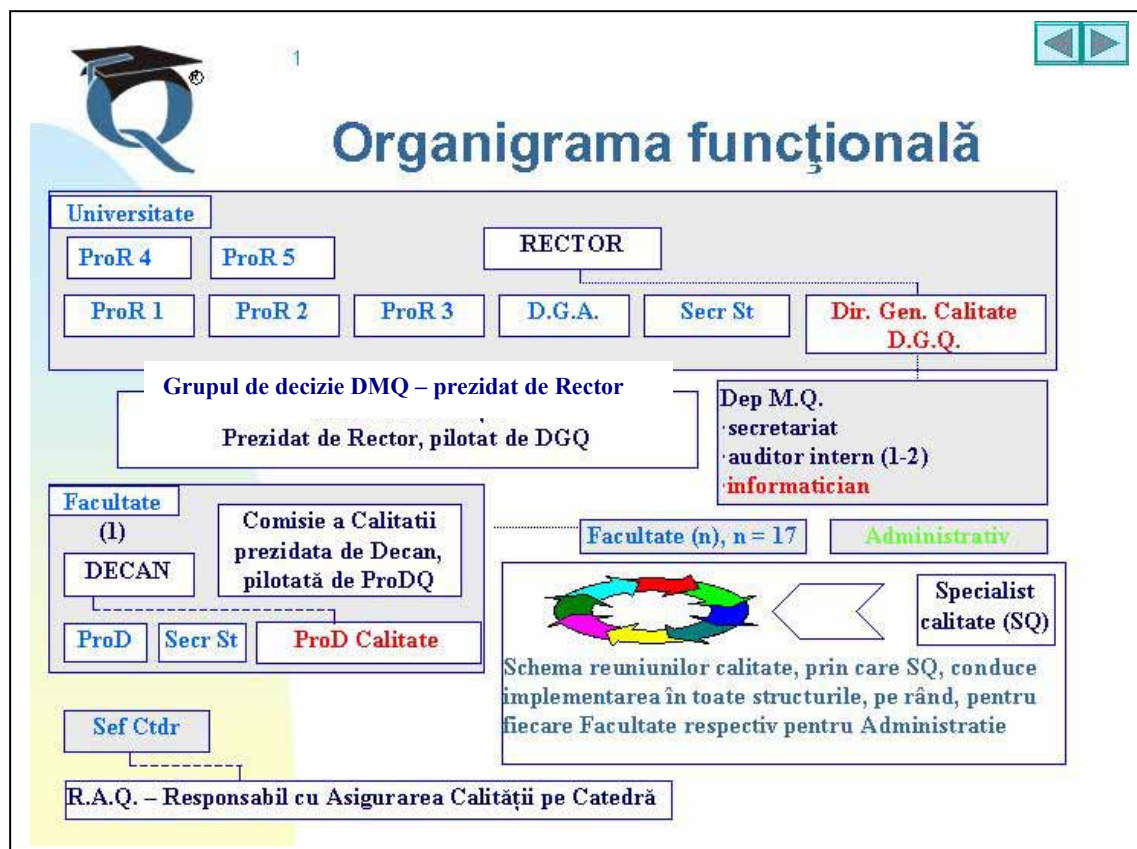 ®
1
Organigrama funcţională
Universitate
ProR 4
ProR 5
RECTOR
ProR 1
ProR 2
ProR 3
D.G.A.
Secr St
Dir. Gen. Calitate
D.G.Q.
Grupul de decizie DMQ – prezidat de Rector
Prezidat de Rector, pilotat de DGQ
Dep M.Q.
·secretariat
·auditor intern (1-2)
·informatician
Facultate
(1)
DECAN
Comisie a Calitatii
prezidata de Decan,
pilotată de ProDQ
ProD
Secr St
ProD Calitate
Facultate (n), n = 17
Administrativ
Specialist
calitate (SQ)
Schema reuniunilor calitate, prin care SQ, conduce
implementarea în toate structurile, pe rând, pentru
fiecare Facultate respectiv pentru Administratie
Sef Ctdr
R.A.Q. – Responsabil cu Asigurarea Calităţii pe Catedră